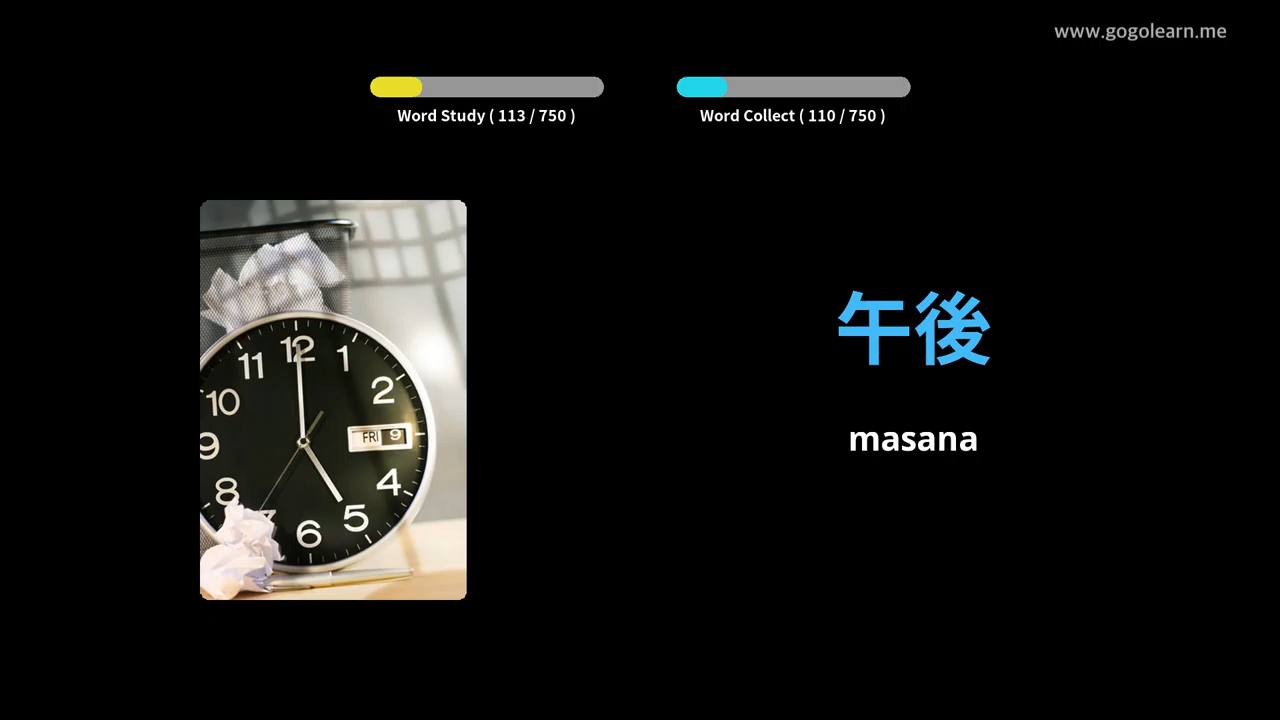 www.gogolearn.me
Word Study ( 113 / 750 )
Word Collect ( 110 / 750 )
午後
masana
12
11
1
10
2
FRI 9
9
8
4
7
5
6